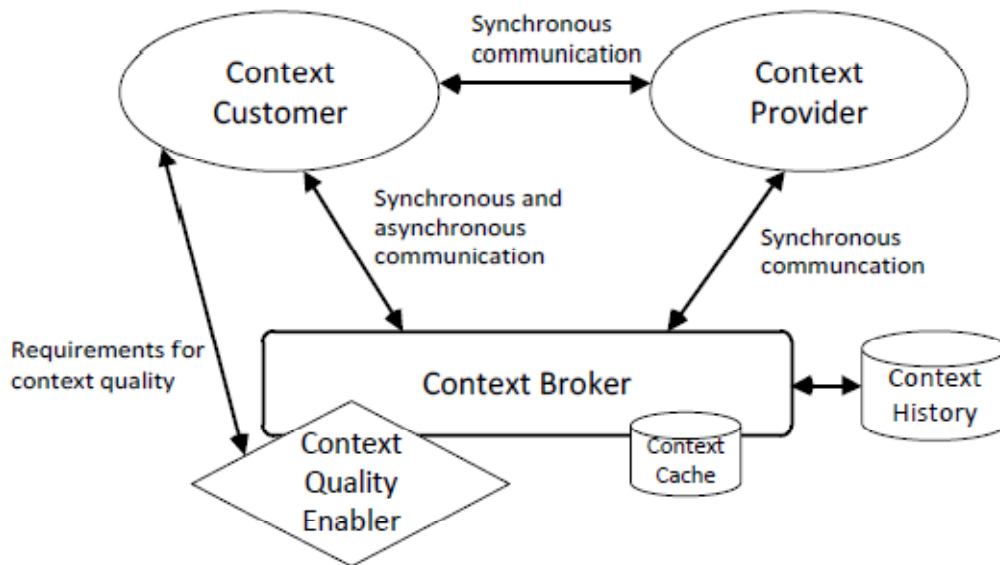 Synchronous
communication
Context
Customer
Context
Provider
Synchronous and
asynchronous
communication
Synchronous
communcation
Requirements for
context quality
Context Broker
Context
History
Context
Cache
Context
Quality
Enabler